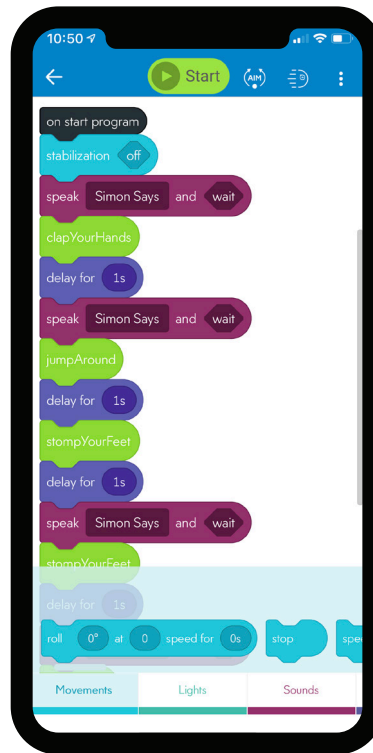 10:50
Start
AIM
on start program
stabilization off
speak Simon Says and wait
clapYourHands
delay for 1s
speak Simon Says and wait
jumpAround
delay for 1s
stompYourFeet
delay for 1s
speak Simon Says and wait
stompYourFeet
delay for 1s
roll 0° at 0 speed for 0s stop
Movements Lights Sounds